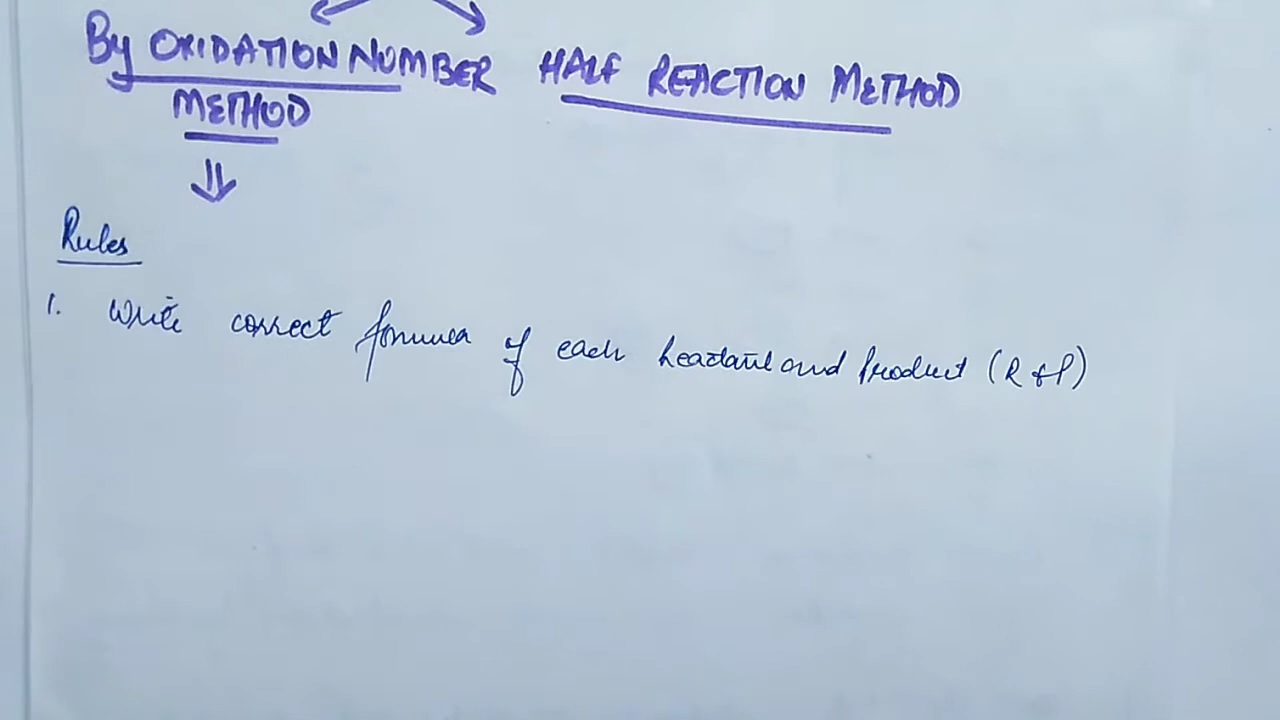 By OXIDATION NUMBER HALF REACTION METHOD
METHOD
Rules
1. Write correct formula of each reactant and product (R & P)